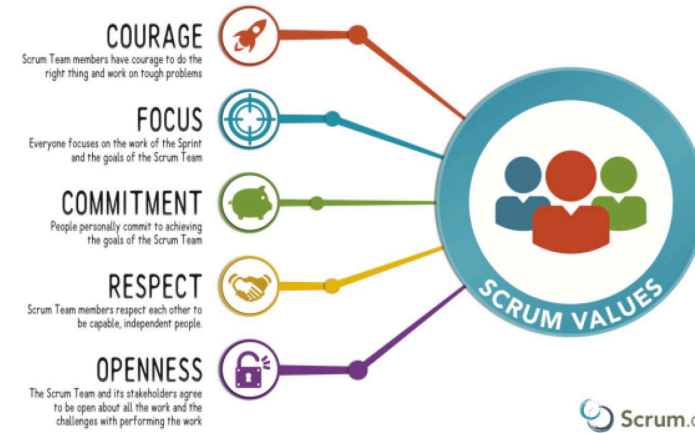 COURAGE
Scrum Team members have courage to do the
right thing and work on tough problems
FOCUS
Everyone focuses on the work of the Sprint
and the goals of the Scrum Team
COMMITMENT
People personally commit to achieving
the goals of the Scrum Team
RESPECT
Scrum Team members respect each other to
be capable, independent people.
OPENNESS
The Scrum Team and its stakeholders agree
to be open about all the work and the
challenges with performing the work
SCRUM VALUES
Scrum.